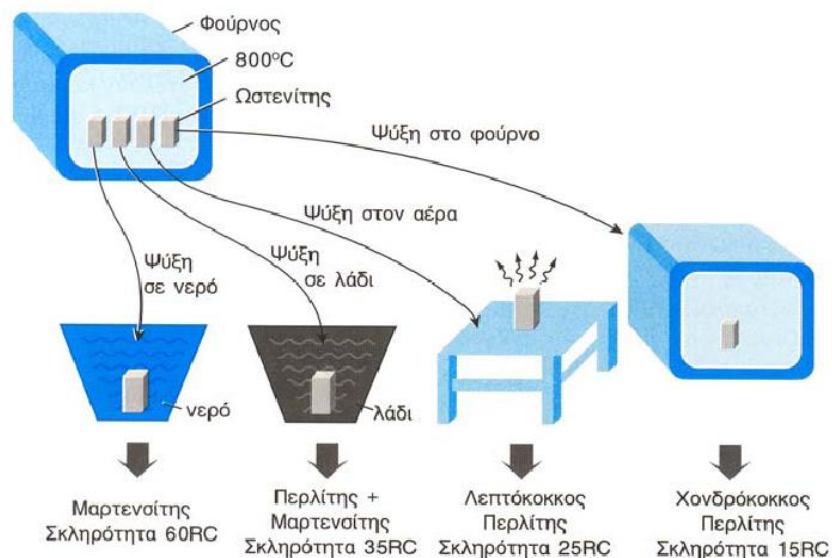 Φούρνος
800°C
Ωστενίτης
Ψύξη στο φούρνο
Ψύξη στον αέρα
Ψύξη
σε νερό
Ψύξη
σε λάδι
νερό
λάδι
Μαρτενσίτης
Σκληρότητα 60RC
Περλίτης +
Μαρτενσίτης
Σκληρότητα 35RC
Λεπτόκοκκος
Περλίτης
Σκληρότητα 25RC
Χονδρόκοκκος
Περλίτης
Σκληρότητα 15RC